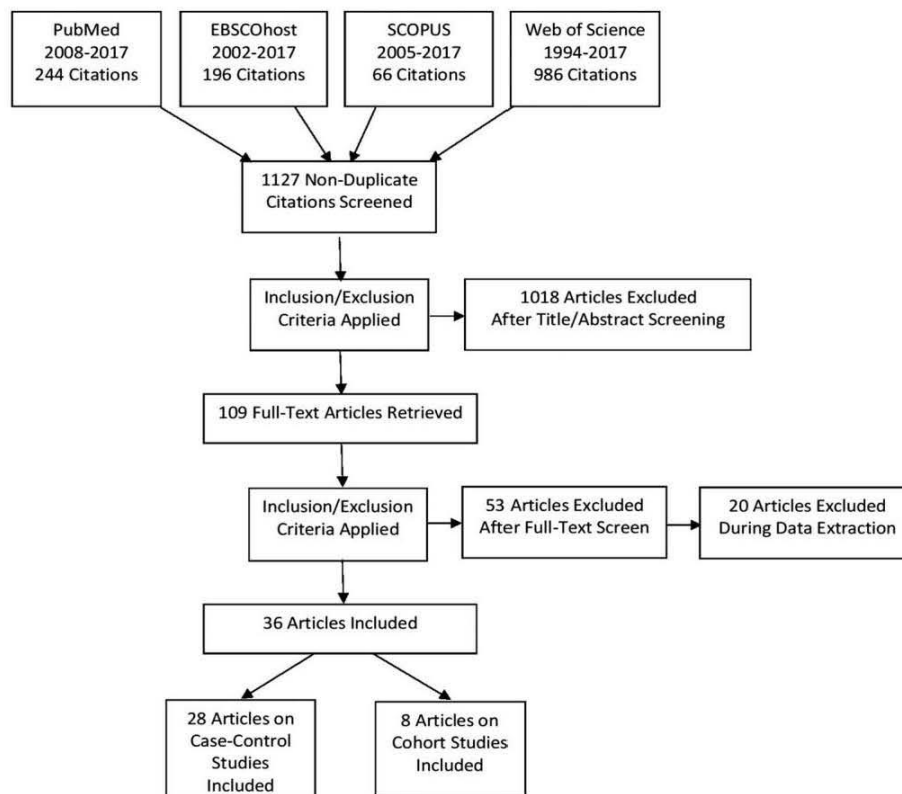 PubMed
2008-2017
244 Citations
EBSCOhost
2002-2017
196 Citations
SCOPUS
2005-2017
66 Citations
Web of Science
1994-2017
986 Citations
1127 Non-Duplicate
Citations Screened
Inclusion/Exclusion
Criteria Applied
1018 Articles Excluded
After Title/Abstract Screening
109 Full-Text Articles Retrieved
Inclusion/Exclusion
Criteria Applied
53 Articles Excluded
After Full-Text Screen
20 Articles Excluded
During Data Extraction
36 Articles Included
28 Articles on
Case-Control
Studies
Included
8 Articles on
Cohort Studies
Included